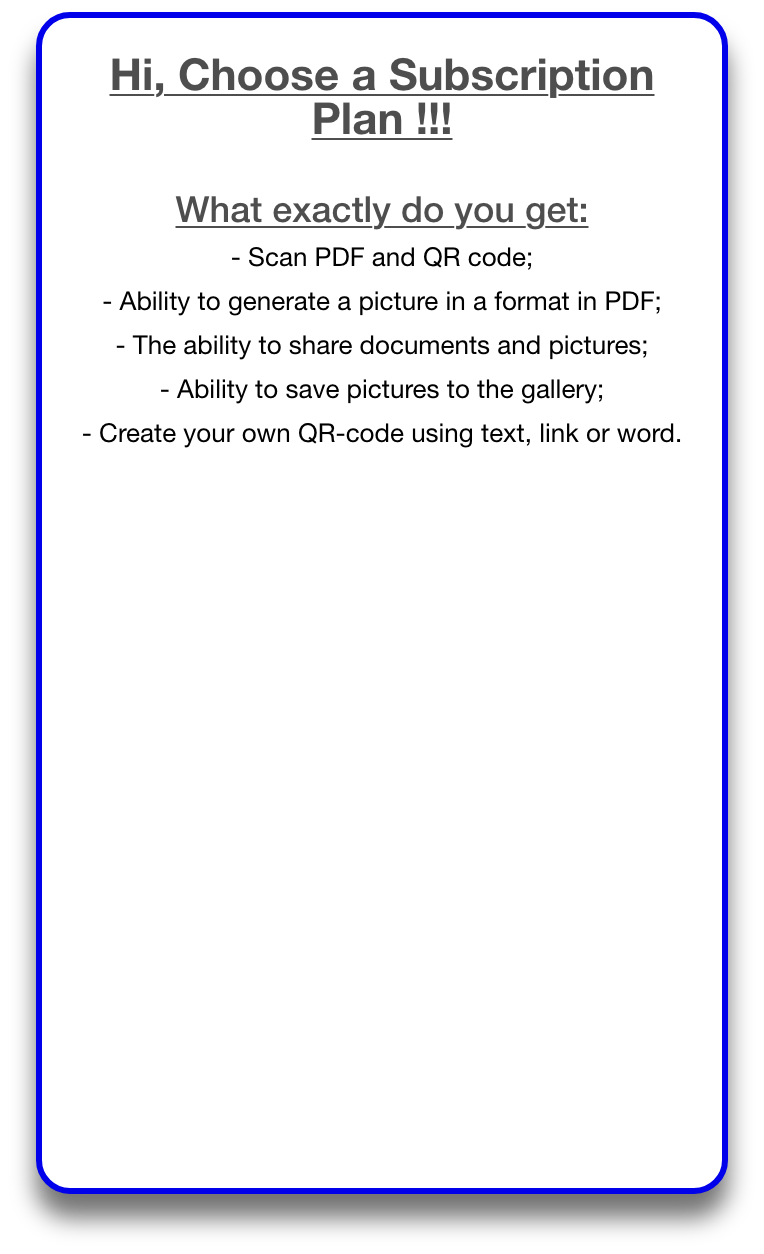 Hi, Choose a Subscription
Plan !!!
What exactly do you get:
- Scan PDF and QR code;
- Ability to generate a picture in a format in PDF;
- The ability to share documents and pictures;
- Ability to save pictures to the gallery;
- Create your own QR-code using text, link or word.